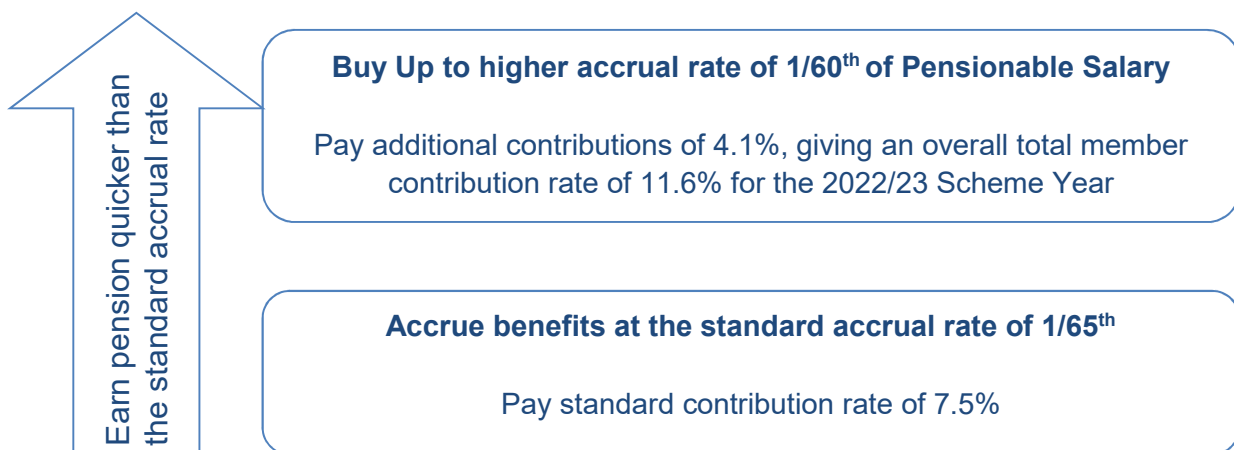 Earn pension quicker than
the standard accrual rate
Buy Up to higher accrual rate of 1/60th of Pensionable Salary
Pay additional contributions of 4.1%, giving an overall total member
contribution rate of 11.6% for the 2022/23 Scheme Year
Accrue benefits at the standard accrual rate of 1/65th
Pay standard contribution rate of 7.5%